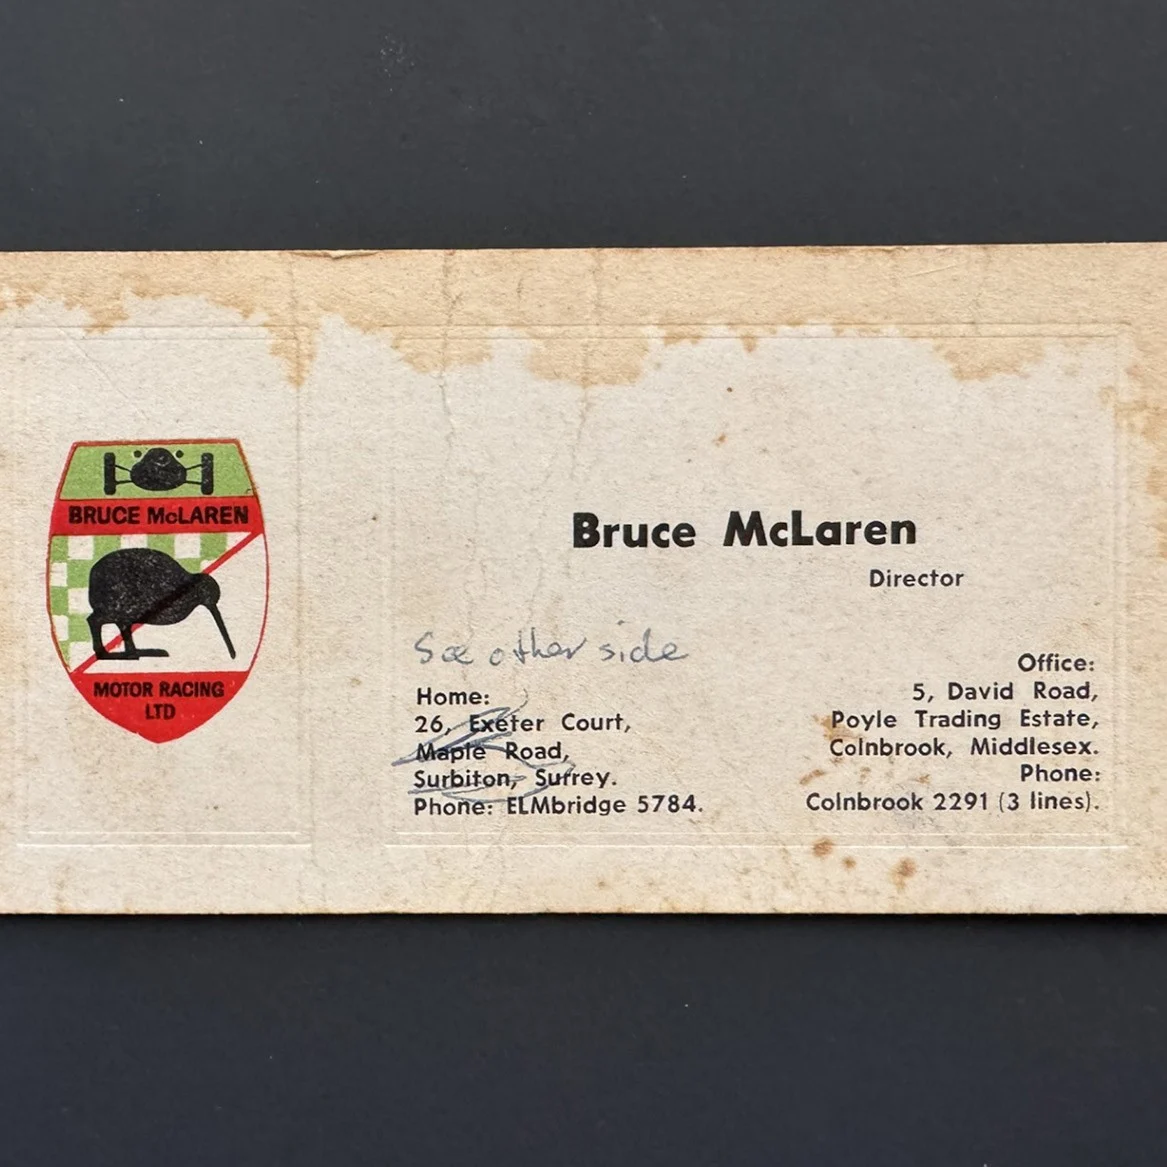 BRUCE McLAREN
MOTOR RACING
LTD
Bruce McLaren
Director
See other side
Home:
26, Exeter Court,
Maple Road,
Surbiton, Surrey.
Phone: ELMbridge 5784.
Office:
5, David Road,
Poyle Trading Estate,
Colnbrook, Middlesex.
Phone:
Colnbrook 2291 (3 lines).